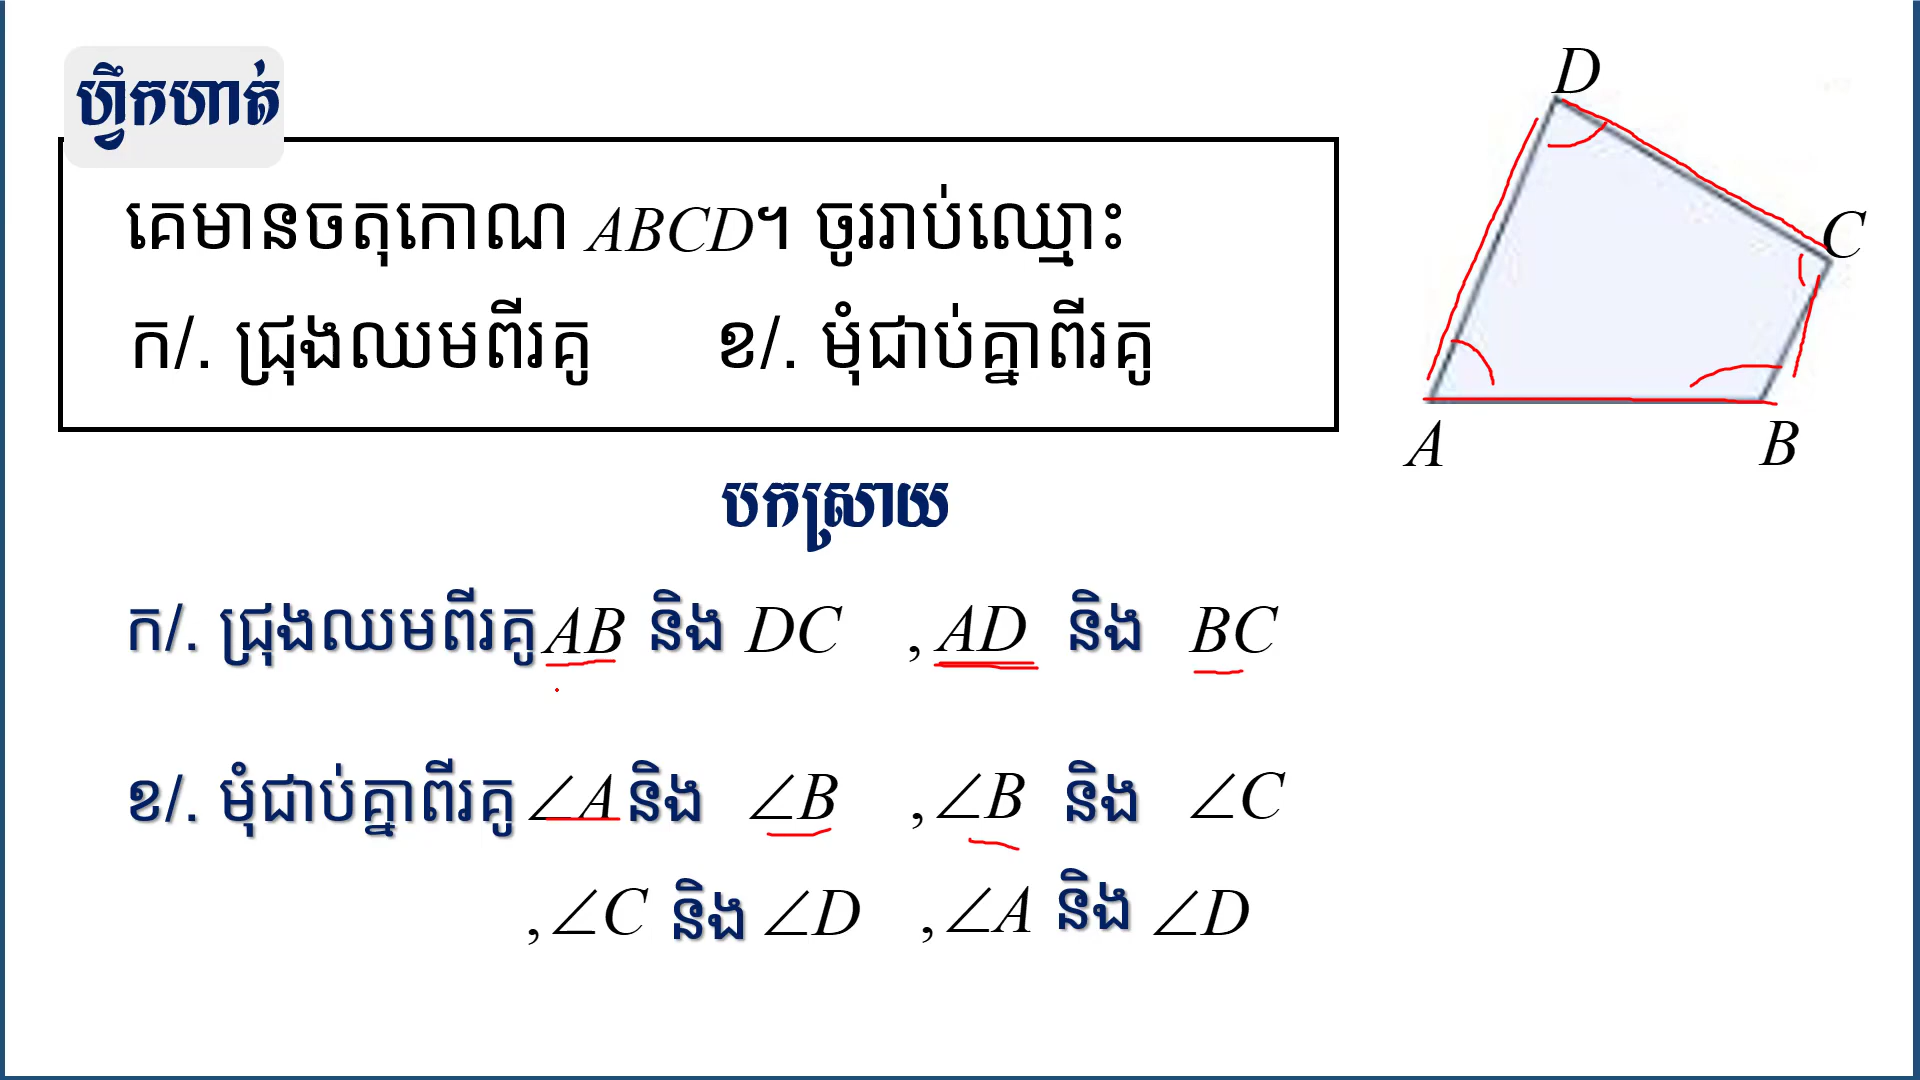 ហ្វឹកហាត់
គេមានចតុកោណ ABCD។ ចូររាប់ឈ្មោះ
ក/. ជ្រុងឈមពីរគូ ខ/. មុំជាប់គ្នាពីរគូ
D
C
A
B
បកស្រាយ
ក/. ជ្រុងឈមពីរគូ AB និង DC , AD និង BC
ខ/. មុំជាប់គ្នាពីរគូ ∠A និង ∠B , ∠B និង ∠C
, ∠C និង ∠D , ∠A និង ∠D